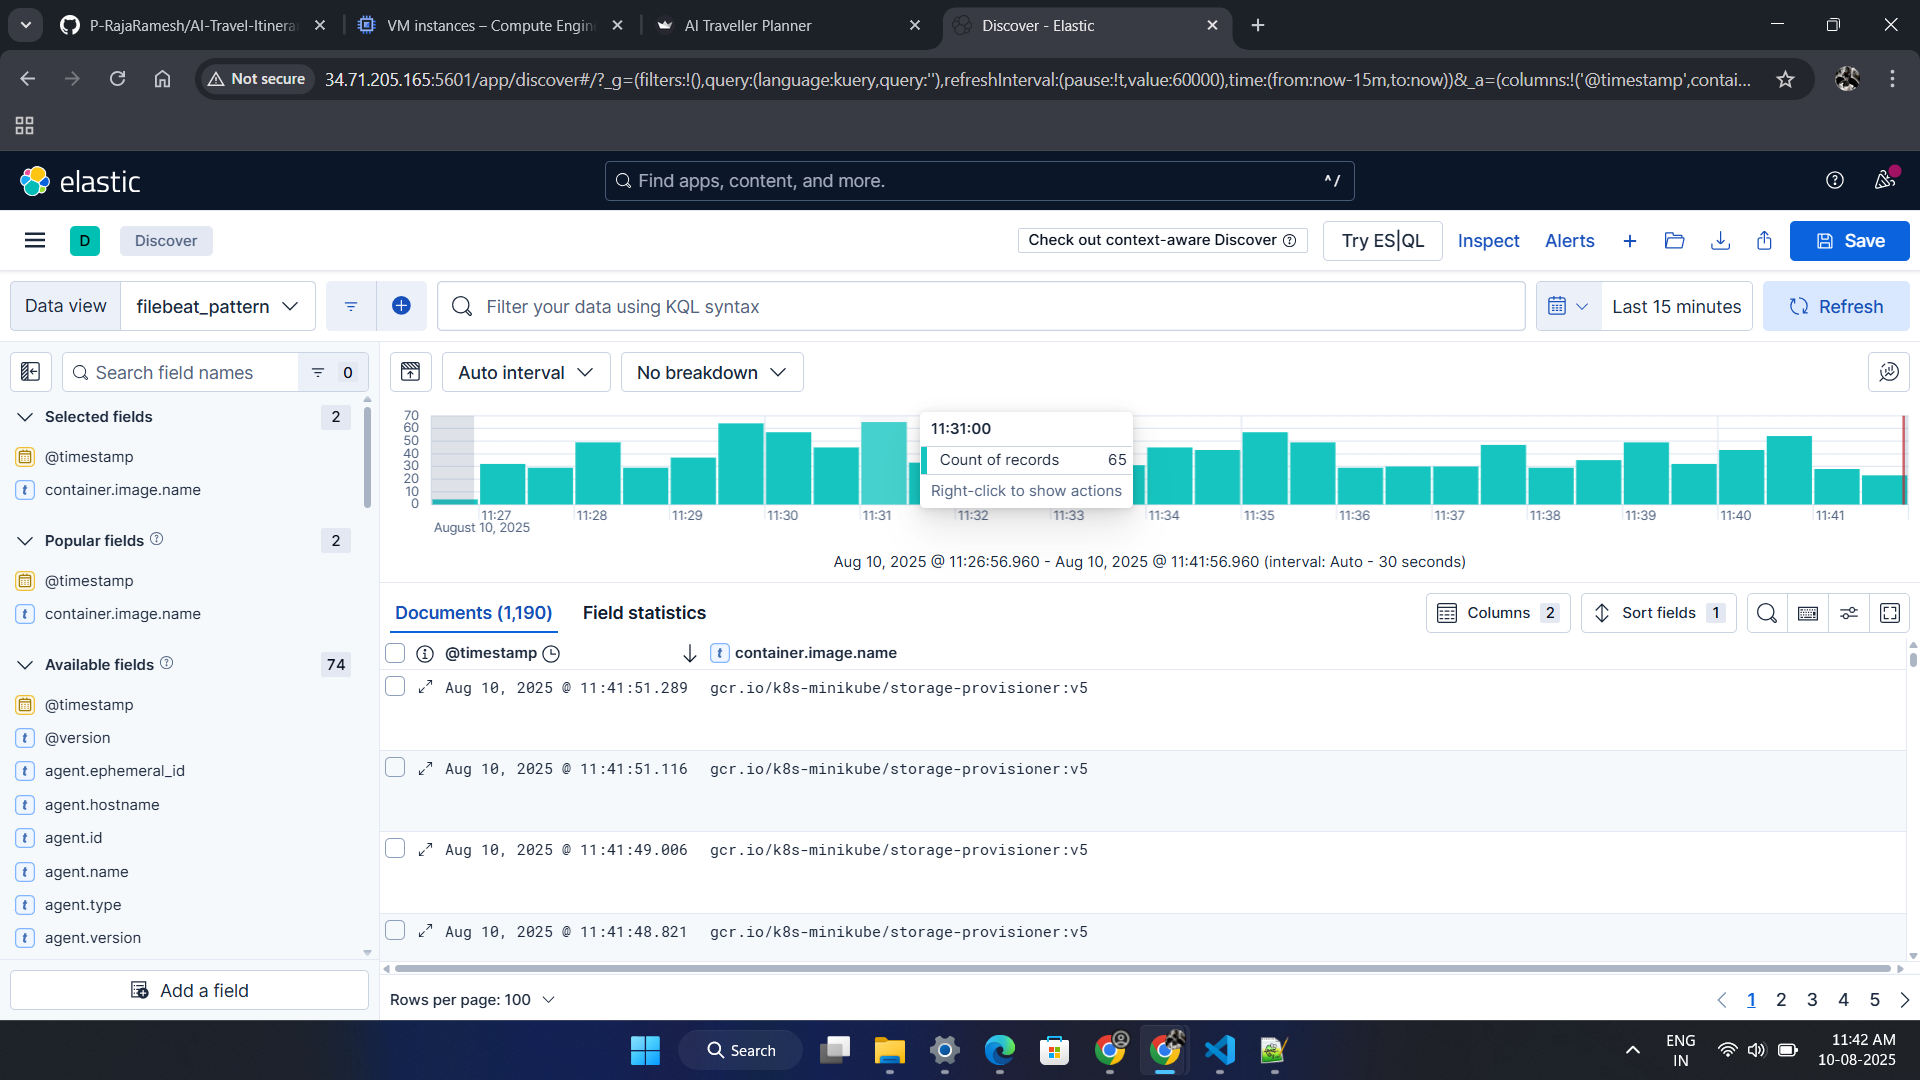 P-RajaRamesh/AI-Travel-Itinera
VM instances – Compute Engin
AI Traveller Planner
Discover - Elastic
Not secure
34.71.205.165:5601/app/discover#/?_g=(filters:!(),query:(language:kuery,query:''),refreshInterval:(pause:!t,value:60000),time:(from:now-15m,to:now))&_a=(columns:!('@timestamp',contai...
elastic
Find apps, content, and more.
^/
D
Discover
Check out context-aware Discover
Try ES|QL
Inspect
Alerts
Save
Data view
filebeat_pattern
Filter your data using KQL syntax
Last 15 minutes
Refresh
Search field names
0
Auto interval
No breakdown
Selected fields
2
@timestamp
container.image.name
Popular fields
2
@timestamp
container.image.name
Available fields
74
@timestamp
@version
agent.ephemeral_id
agent.hostname
agent.id
agent.name
agent.type
agent.version
Add a field
70
60
50
40
30
20
10
0
11:31:00
Count of records 65
Right-click to show actions
11:27 11:28 11:29 11:30 11:31 11:32 11:33 11:34 11:35 11:36 11:37 11:38 11:39 11:40 11:41
August 10, 2025
Aug 10, 2025 @ 11:26:56.960 - Aug 10, 2025 @ 11:41:56.960 (interval: Auto - 30 seconds)
Documents (1,190)
Field statistics
Columns 2
Sort fields 1
@timestamp
container.image.name
Aug 10, 2025 @ 11:41:51.289 gcr.io/k8s-minikube/storage-provisioner:v5
Aug 10, 2025 @ 11:41:51.116 gcr.io/k8s-minikube/storage-provisioner:v5
Aug 10, 2025 @ 11:41:49.006 gcr.io/k8s-minikube/storage-provisioner:v5
Aug 10, 2025 @ 11:41:48.821 gcr.io/k8s-minikube/storage-provisioner:v5
Rows per page: 100
1 2 3 4 5
Search
ENG
IN
11:42 AM
10-08-2025